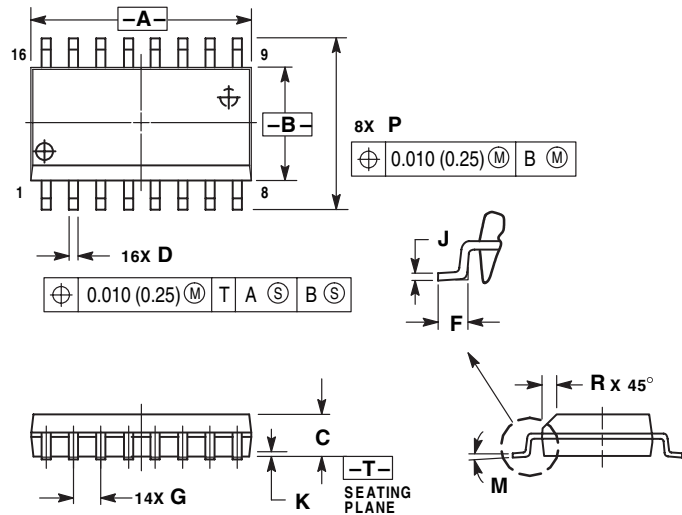 –A–
16 9
–B–
8X P
⌖ 0.010 (0.25) Ⓜ B Ⓜ
1 8
16X D
J
⌖ 0.010 (0.25) Ⓜ T A Ⓢ B Ⓢ
F
R X 45°
C
–T–
14X G
K
SEATING
PLANE
M